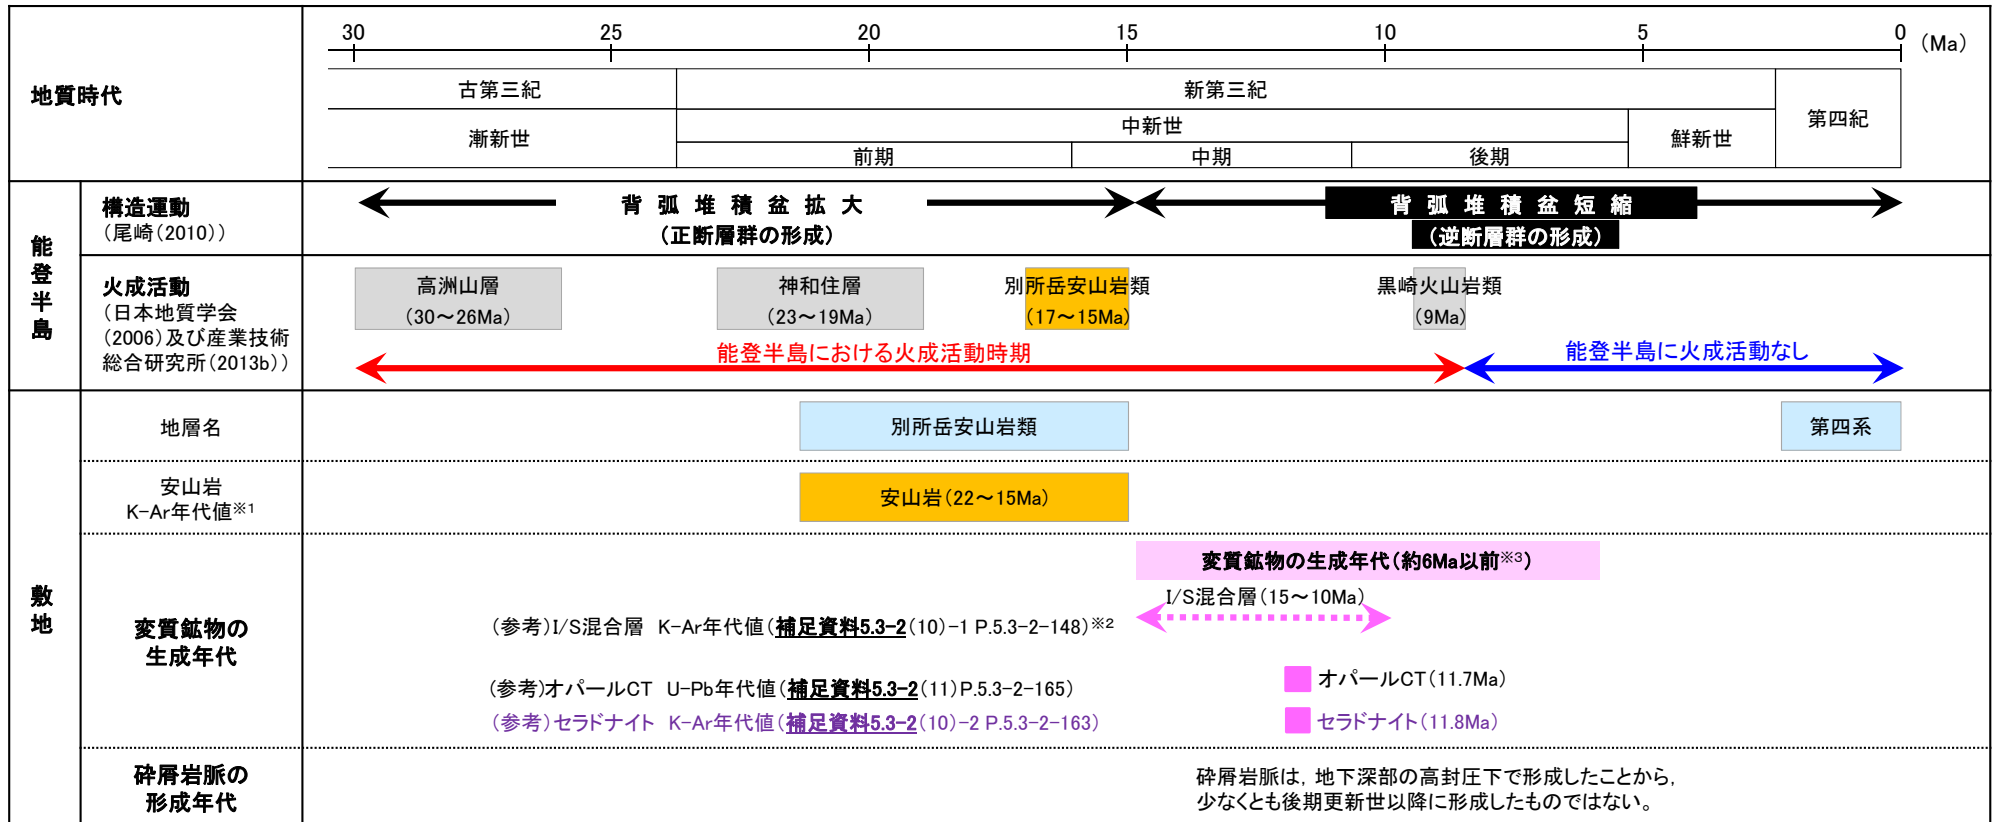 30 25 20 15 10 5 0 (Ma)
地質時代
古第三紀 新第三紀 第四紀
漸新世 中新世 鮮新世
前期 中期 後期
能登半島
構造運動
(尾崎(2010))
背弧堆積盆拡大
(正断層群の形成)
背弧堆積盆短縮
(逆断層群の形成)
火成活動
(日本地質学会
(2006)及び産業技術
総合研究所(2013b))
高洲山層
(30~26Ma)
神和住層
(23~19Ma)
別所岳安山岩類
(17~15Ma)
黒崎火山岩類
(9Ma)
能登半島における火成活動時期
能登半島に火成活動なし
敷地
地層名
別所岳安山岩類
第四系
安山岩
K-Ar年代値※1
安山岩(22~15Ma)
変質鉱物の
生成年代
変質鉱物の生成年代(約6Ma以前※3)
I/S混合層(15~10Ma)
(参考)I/S混合層 K-Ar年代値(補足資料5.3-2(10)-1 P.5.3-2-148)※2
(参考)オパールCT U-Pb年代値(補足資料5.3-2(11)P.5.3-2-165)
オパールCT(11.7Ma)
(参考)セラドナイト K-Ar年代値(補足資料5.3-2(10)-2 P.5.3-2-163)
セラドナイト(11.8Ma)
砕屑岩脈の
形成年代
砕屑岩脈は,地下深部の高封圧下で形成したことから,
少なくとも後期更新世以降に形成したものではない。